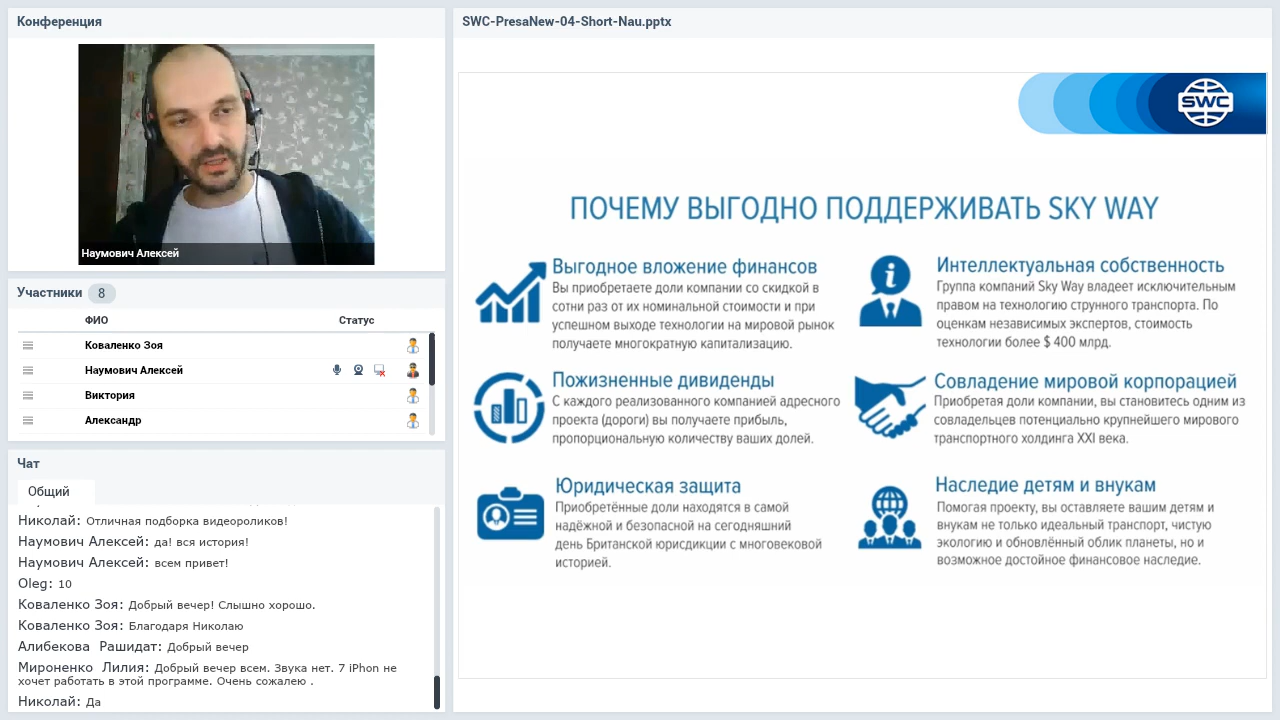 Конференция
Наумович Алексей
Участники 8
ФИО Статус
Коваленко Зоя
Наумович Алексей
Виктория
Александр
Чат
Общий
Николай: Отличная подборка видеороликов!
Наумович Алексей: да! вся история!
Наумович Алексей: всем привет!
Oleg: 10
Коваленко Зоя: Добрый вечер! Слышно хорошо.
Коваленко Зоя: Благодаря Николаю
Алибекова Рашидат: Добрый вечер
Мироненко Лилия: Добрый вечер всем. Звука нет. 7 iPhon не
хочет работать в этой программе. Очень сожалею .
Николай: Да
SWC-PresaNew-04-Short-Nau.pptx
SWC
ПОЧЕМУ ВЫГОДНО ПОДДЕРЖИВАТЬ SKY WAY
Выгодное вложение финансов
Вы приобретаете доли компании со скидкой в
сотни раз от их номинальной стоимости и при
успешном выходе технологии на мировой рынок
получаете многократную капитализацию.
Пожизненные дивиденды
С каждого реализованного компанией адресного
проекта (дороги) вы получаете прибыль,
пропорциональную количеству ваших долей.
Юридическая защита
Приобретённые доли находятся в самой
надёжной и безопасной на сегодняшний
день Британской юрисдикции с многовековой
историей.
Интеллектуальная собственность
Группа компаний Sky Way владеет исключительным
правом на технологию струнного транспорта. По
оценкам независимых экспертов, стоимость
технологии более $ 400 млрд.
Совладение мировой корпорацией
Приобретая доли компании, вы становитесь одним из
совладельцев потенциально крупнейшего мирового
транспортного холдинга XXI века.
Наследие детям и внукам
Помогая проекту, вы оставляете вашим детям и
внукам не только идеальный транспорт, чистую
экологию и обновлённый облик планеты, но и
возможное достойное финансовое наследие.